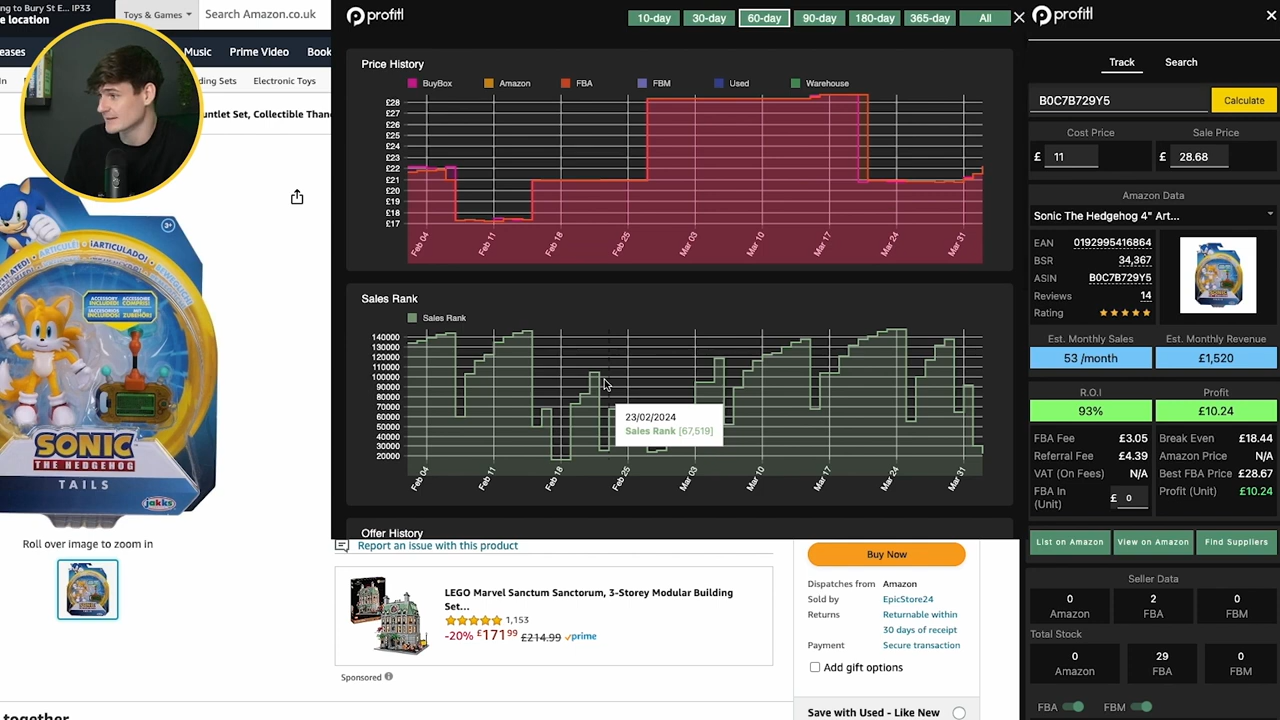 ng to Bury St E... IP33
e location
Toys & Games
Search Amazon.co.uk
eases
Music
Prime Video
Book
lding Sets
Electronic Toys
untlet Set, Collectible Than
3+
ARTICULÉ!
¡ARTICULADO!
ACCESSORY INCLUDED!
SONIC
THE HEDGEHOG
TAILS
jakks
Roll over image to zoom in
together
profitl
10-day
30-day
60-day
90-day
180-day
365-day
All
Price History
BuyBox
Amazon
FBA
FBM
Used
Warehouse
£28
£27
£26
£25
£24
£23
£22
£21
£20
£19
£18
£17
Feb 04
Feb 11
Feb 18
Feb 25
Mar 03
Mar 10
Mar 17
Mar 24
Mar 31
Sales Rank
Sales Rank
140000
130000
120000
110000
100000
90000
80000
70000
60000
50000
40000
30000
20000
23/02/2024
Sales Rank [67,519]
Feb 04
Feb 11
Feb 18
Feb 25
Mar 03
Mar 10
Mar 17
Mar 24
Mar 31
Offer History
Report an issue with this product
LEGO Marvel Sanctum Sanctorum, 3-Storey Modular Building
Set...
1,153
-20% £171 99 £214.99 prime
Sponsored
Buy Now
Dispatches from Amazon
Sold by EpicStore24
Returns Returnable within
30 days of receipt
Payment Secure transaction
Add gift options
Save with Used - Like New
profitl
Track
Search
B0C7B729Y5
Calculate
Cost Price
Sale Price
£ 11
£ 28.68
Amazon Data
Sonic The Hedgehog 4" Art...
EAN 0192995416864
BSR 34,367
ASIN B0C7B729Y5
Reviews 14
Rating
Est. Monthly Sales
Est. Monthly Revenue
53 /month
£1,520
R.O.I
Profit
93%
£10.24
FBA Fee £3.05
Referral Fee £4.39
VAT (On Fees) N/A
FBA In
(Unit) £ 0
Break Even £18.44
Amazon Price N/A
Best FBA Price £28.67
Profit (Unit) £10.24
List on Amazon
View on Amazon
Find Suppliers
Seller Data
0
Amazon
2
FBA
0
FBM
Total Stock
0
Amazon
29
FBA
0
FBM
FBA
FBM